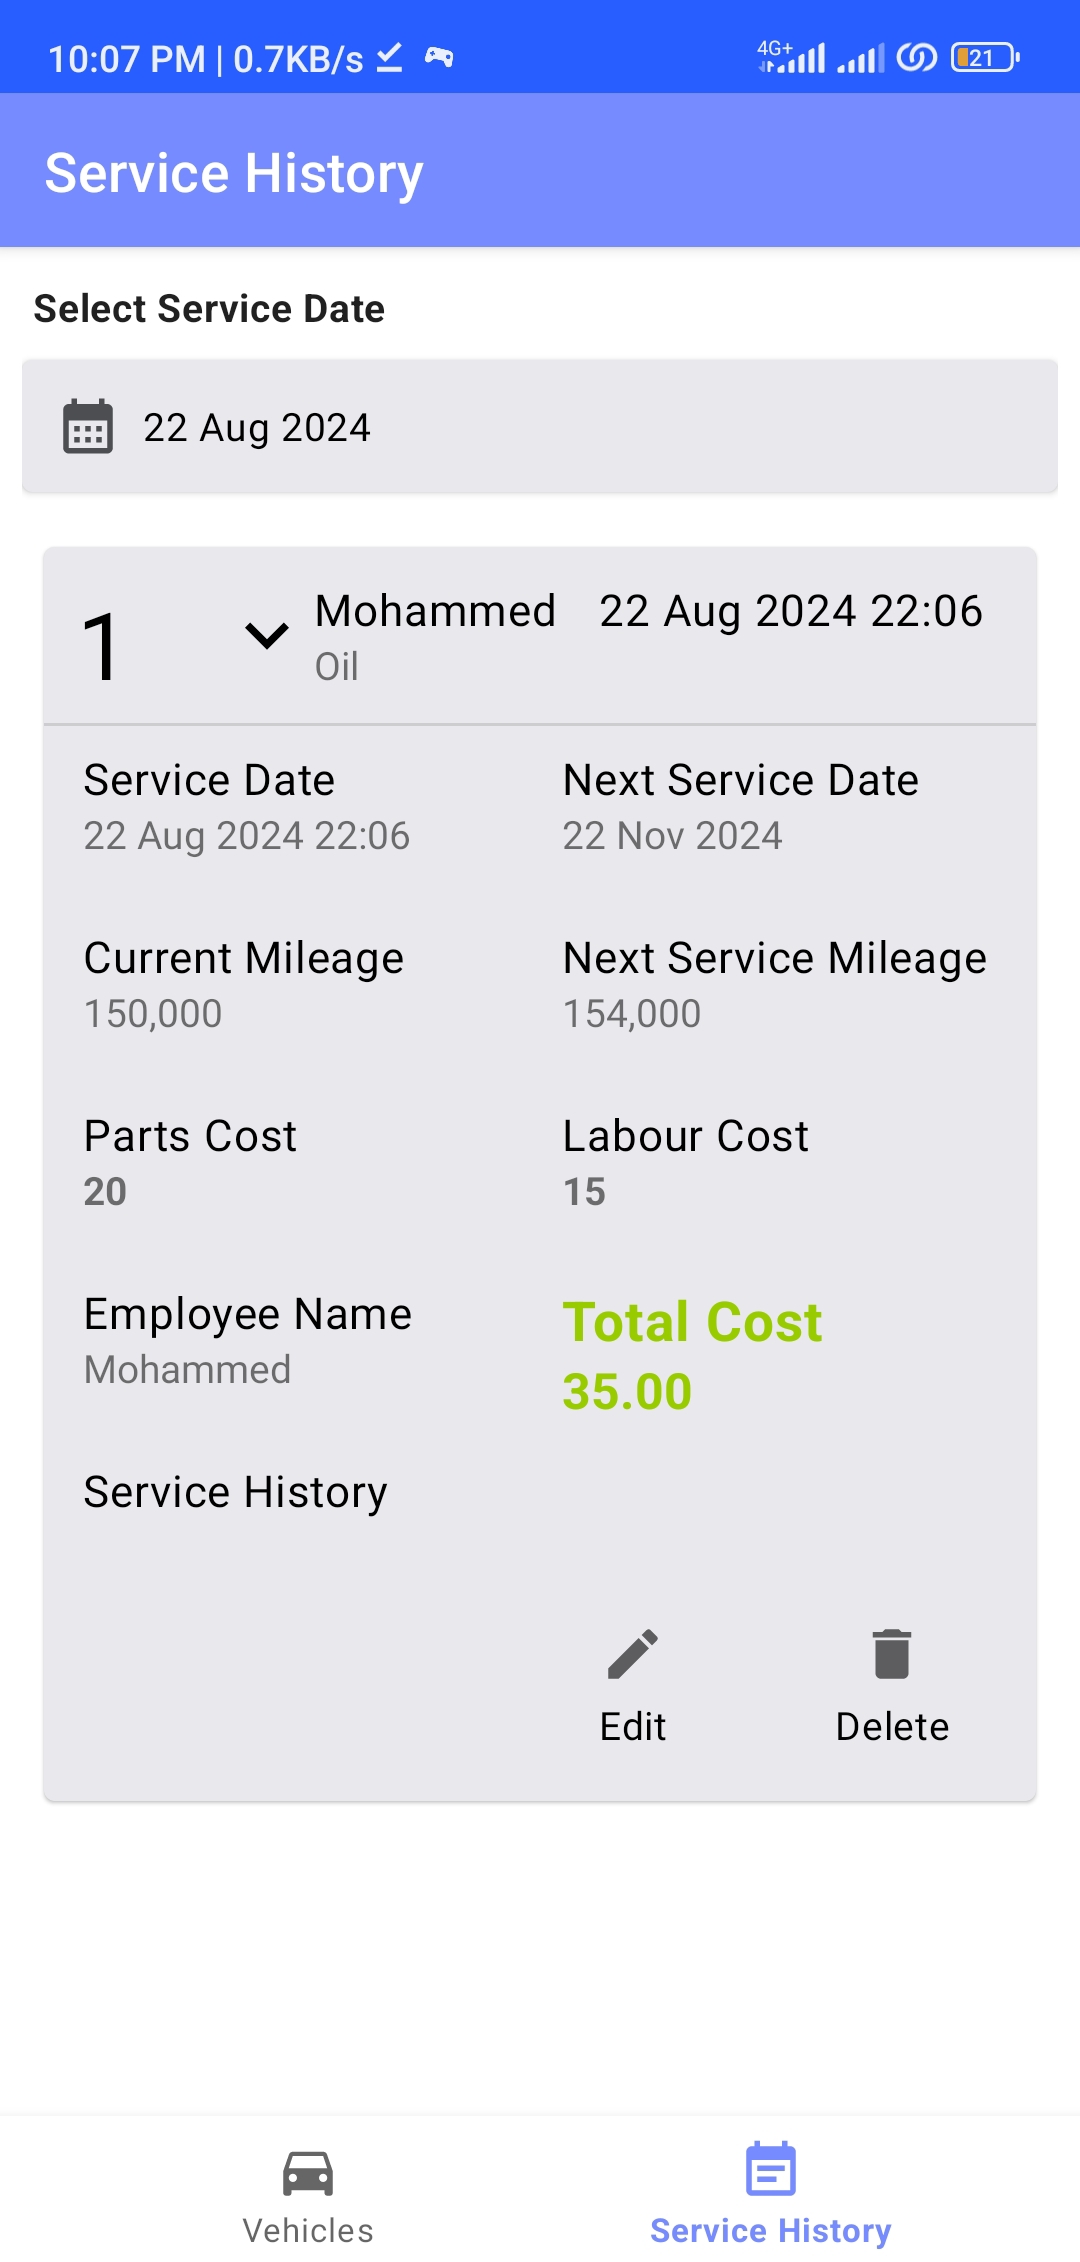 10:07 PM | 0.7KB/s 4G+ 21
Service History
Select Service Date
22 Aug 2024
1 Mohammed 22 Aug 2024 22:06
Oil
Service Date Next Service Date
22 Aug 2024 22:06 22 Nov 2024
Current Mileage Next Service Mileage
150,000 154,000
Parts Cost Labour Cost
20 15
Employee Name Total Cost
Mohammed 35.00
Service History
Edit Delete
Vehicles Service History